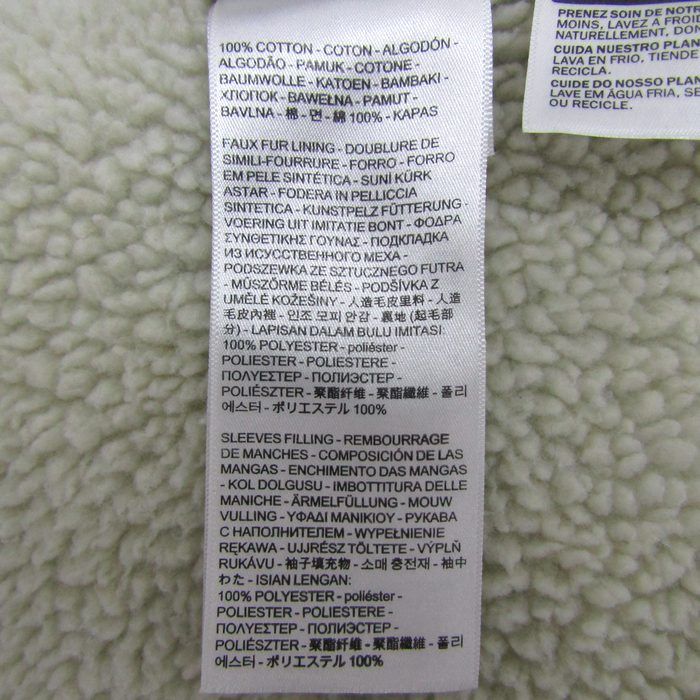 100% COTTON - COTON - ALGODÓN -
ALGODÃO - PAMUK - COTONE -
BAUMWOLLE - KATOEN - BAMBAKI -
ХЛОПОК - BAWEŁNA - PAMUT -
BAVLNA - 棉 - 면 - 綿 100% - KAPAS
FAUX FUR LINING - DOUBLURE DE
SIMILI-FOURRURE - FORRO - FORRO
EM PELE SINTÉTICA - SUNİ KÜRK
ASTAR - FODERA IN PELLICCIA
SINTETICA - KUNSTPELZ FÜTTERUNG -
VOERING UIT IMITATIE BONT - ΦΟΔΡΑ
ΣΥΝΘΕΤΙΚΗΣ ΓΟΥΝΑΣ - ПОДКЛАДКА
ИЗ ИСКУССТВЕННОГО МЕХА -
PODSZEWKA ZE SZTUCZNEGO FUTRA
- MŰSZŐRME BÉLÉS - PODŠÍVKA Z
UMĚLÉ KOŽEŠINY - 人造毛皮里料 - 人造
毛皮內裡 - 인조 모피 안감 - 裏地 (起毛部
分) - LAPISAN DALAM BULU IMITASI:
100% POLYESTER - poliéster -
POLIESTER - POLIESTERE -
ΠΟΛΥΕΣΤΕΡ - ПОЛИЭСТЕР -
POLIÉSZTER - 聚酯纤维 - 聚酯纖維 - 폴리
에스터 - ポリエステル 100%
SLEEVES FILLING - REMBOURRAGE
DE MANCHES - COMPOSICIÓN DE LAS
MANGAS - ENCHIMENTO DAS MANGAS
- KOL DOLGUSU - IMBOTTITURA DELLE
MANICHE - ÄRMELFÜLLUNG - MOUW
VULLING - ΥΦΑΔΙ ΜΑΝΙΚΙΟΥ - РУКАВА
С НАПОЛНИТЕЛЕМ - WYPEŁNIENIE
RĘKAWA - UJJRÉSZ TÖLTETE - VÝPLŇ
RUKÁVU - 袖子填充物 - 소매 충전재 - 袖中
わた - ISIAN LENGAN:
100% POLYESTER - poliéster -
POLIESTER - POLIESTERE -
ΠΟΛΥΕΣΤΕΡ - ПОЛИЭСТЕР -
POLIÉSZTER - 聚酯纤维 - 聚酯纖維 - 폴리
에스터 - ポリエステル 100%
PRENEZ SOIN DE NOTR
MOINS, LAVEZ A FROI
NATURELLEMENT, DON
CUIDA NUESTRO PLAN
LAVA EN FRIO, TIENDE
RECICLA.
CUIDE DO NOSSO PLAN
LAVE EM ÁGUA FRIA, SE
OU RECICLE.